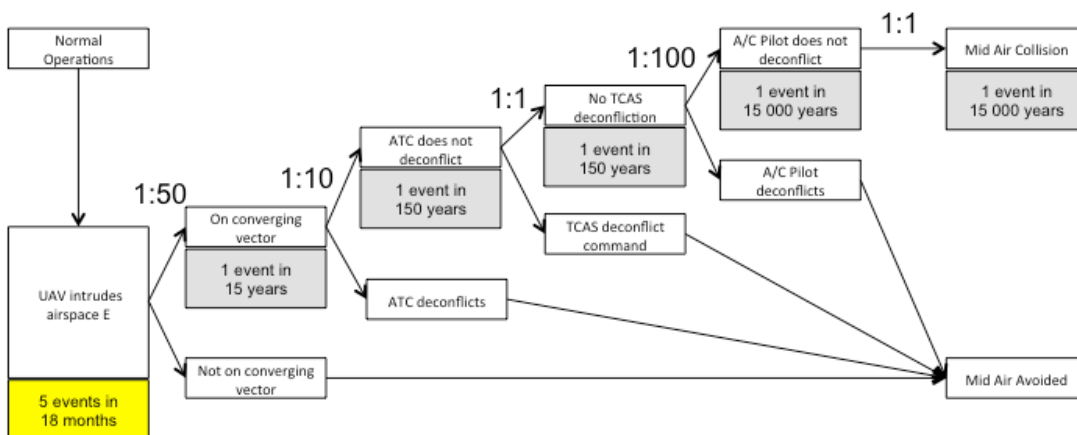 Normal
Operations
UAV intrudes
airspace E
5 events in
18 months
1:50
On converging
vector
1 event in
15 years
Not on converging
vector
1:10
ATC does not
deconflict
1 event in
150 years
ATC deconflicts
1:1
No TCAS
deconfliction
1 event in
150 years
TCAS deconflict
command
1:100
A/C Pilot does not
deconflict
1 event in
15 000 years
A/C Pilot
deconflicts
1:1
Mid Air Collision
1 event in
15 000 years
Mid Air Avoided